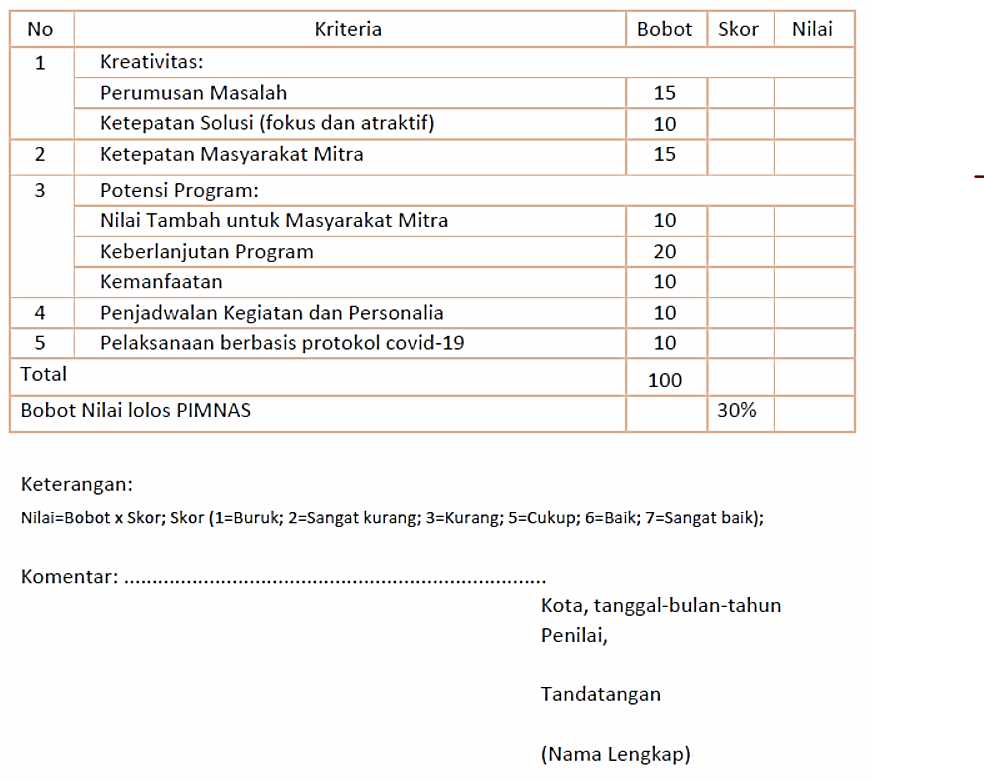 No Kriteria Bobot Skor Nilai
1 Kreativitas:
Perumusan Masalah 15
Ketepatan Solusi (fokus dan atraktif) 10
2 Ketepatan Masyarakat Mitra 15
3 Potensi Program:
Nilai Tambah untuk Masyarakat Mitra 10
Keberlanjutan Program 20
Kemanfaatan 10
4 Penjadwalan Kegiatan dan Personalia 10
5 Pelaksanaan berbasis protokol covid-19 10
Total 100
Bobot Nilai lolos PIMNAS 30%
Keterangan:
Nilai=Bobot x Skor; Skor (1=Buruk; 2=Sangat kurang; 3=Kurang; 5=Cukup; 6=Baik; 7=Sangat baik);
Komentar: ..........................................................................
Kota, tanggal-bulan-tahun
Penilai,
Tandatangan
(Nama Lengkap)